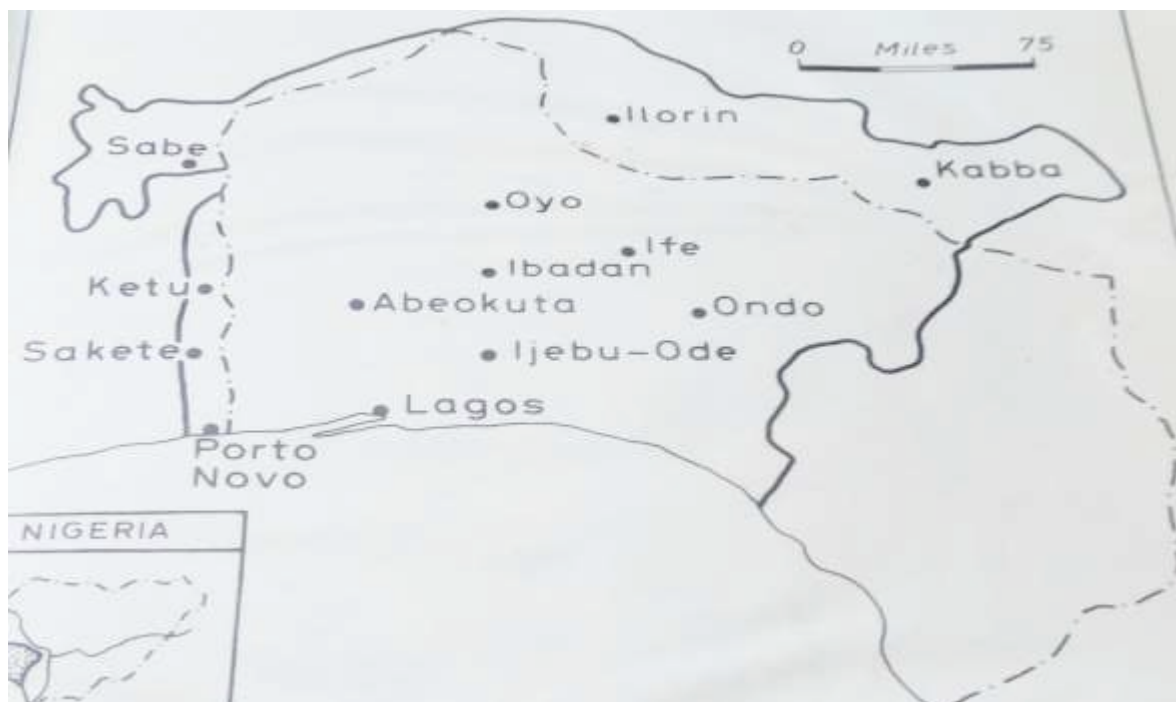 0 Miles 75
Ilorin
Sabe
Kabba
Oyo
Ife
Ibadan
Ketu
Abeokuta
Ondo
Sakete
Ijebu-Ode
Lagos
Porto
Novo
NIGERIA